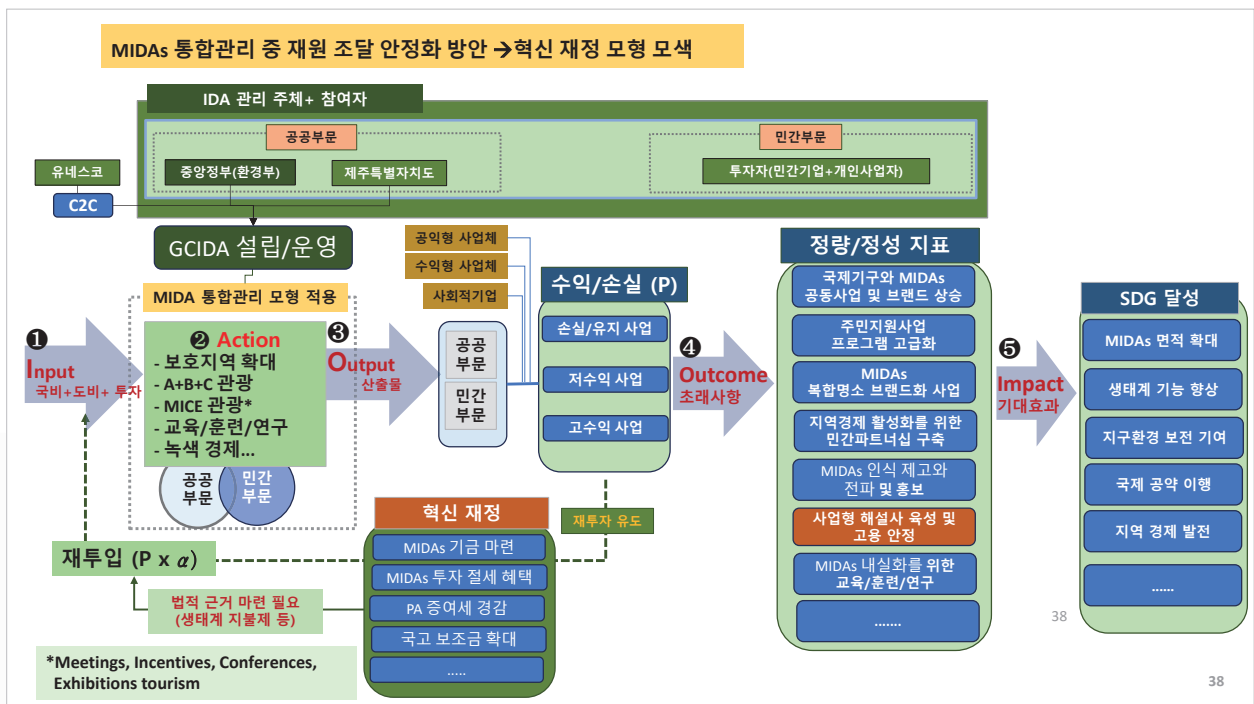 MIDAs 통합관리 중 재원 조달 안정화 방안 →혁신 재정 모형 모색
IDA 관리 주체+ 참여자
공공부문
민간부문
유네스코
중앙정부(환경부)
제주특별자치도
투자자(민간기업+개인사업자)
C2C
GCIDA 설립/운영
MIDA 통합관리 모형 적용
❶
Input
국비+도비+ 투자
❷ Action
- 보호지역 확대
- A+B+C 관광
- MICE 관광*
- 교육/훈련/연구
- 녹색 경제...
공공
부문
민간
부문
❸
Output
산출물
공익형 사업체
수익형 사업체
사회적기업
공공
부문
민간
부문
수익/손실 (P)
손실/유지 사업
저수익 사업
고수익 사업
❹
Outcome
초래사항
정량/정성 지표
국제기구와 MIDAs
공동사업 및 브랜드 상승
주민지원사업
프로그램 고급화
MIDAs
복합명소 브랜드화 사업
지역경제 활성화를 위한
민간파트너십 구축
MIDAs 인식 제고와
전파 및 홍보
사업형 해설사 육성 및
고용 안정
MIDAs 내실화를 위한
교육/훈련/연구
.......
❺
Impact
기대효과
SDG 달성
MIDAs 면적 확대
생태계 기능 향상
지구환경 보전 기여
국제 공약 이행
지역 경제 발전
......
재투자 유도
혁신 재정
MIDAs 기금 마련
MIDAs 투자 절세 혜택
PA 증여세 경감
국고 보조금 확대
.....
재투입 (P x α)
법적 근거 마련 필요
(생태계 지불제 등)
*Meetings, Incentives, Conferences,
Exhibitions tourism
38
38